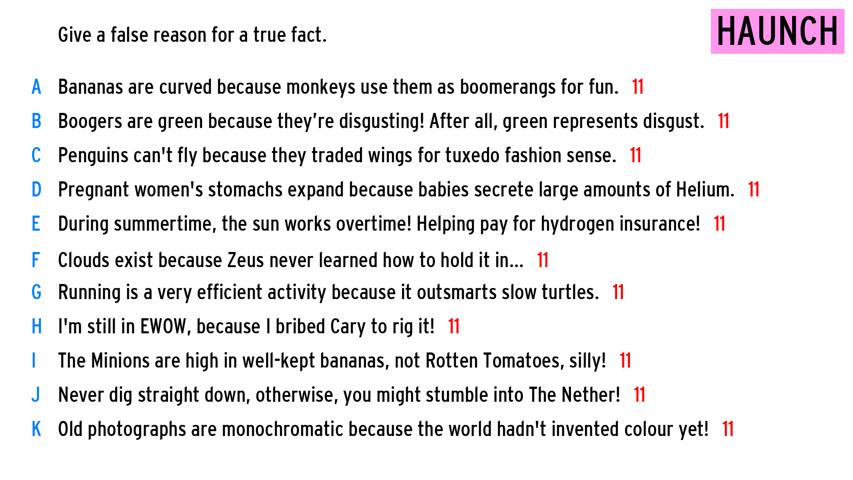 Give a false reason for a true fact.
HAUNCH
A Bananas are curved because monkeys use them as boomerangs for fun. 11
B Boogers are green because they're disgusting! After all, green represents disgust. 11
C Penguins can't fly because they traded wings for tuxedo fashion sense. 11
D Pregnant women's stomachs expand because babies secrete large amounts of Helium. 11
E During summertime, the sun works overtime! Helping pay for hydrogen insurance! 11
F Clouds exist because Zeus never learned how to hold it in... 11
G Running is a very efficient activity because it outsmarts slow turtles. 11
H I'm still in EWOW, because I bribed Cary to rig it! 11
I The Minions are high in well-kept bananas, not Rotten Tomatoes, silly! 11
J Never dig straight down, otherwise, you might stumble into The Nether! 11
K Old photographs are monochromatic because the world hadn't invented colour yet! 11